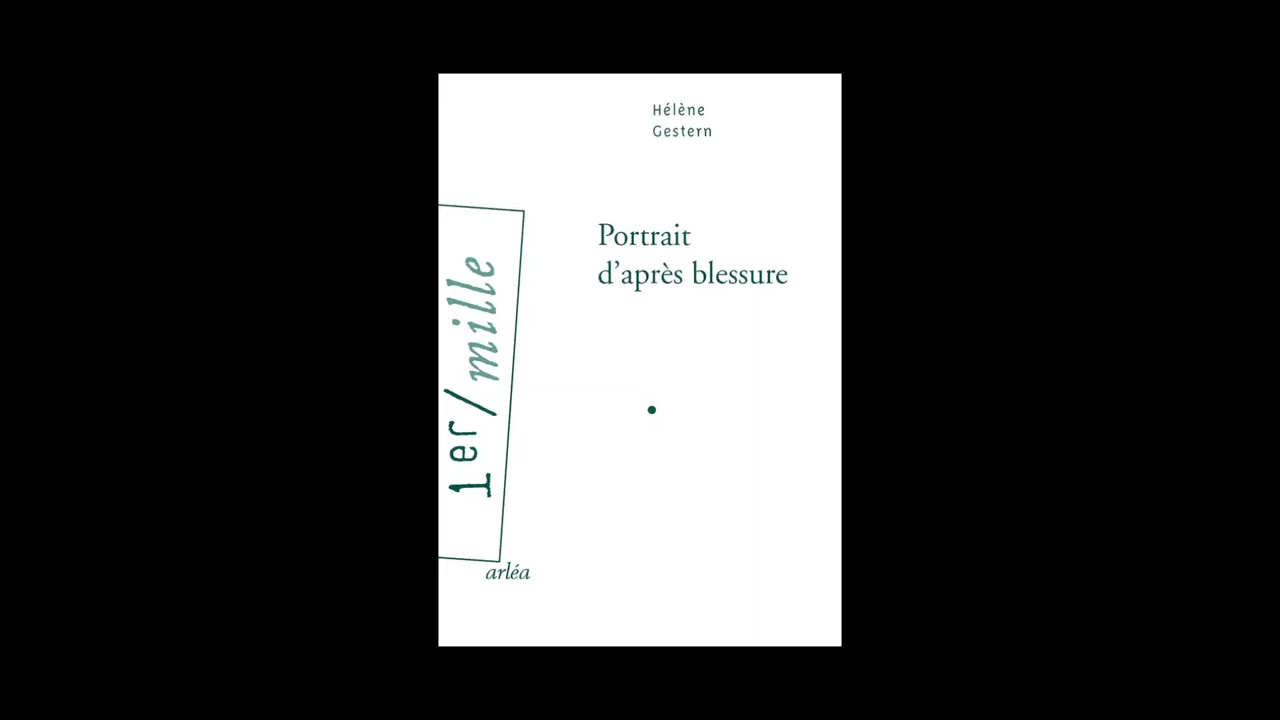 Hélène
Gestern
Portrait
d’après blessure
1er/mille
arléa